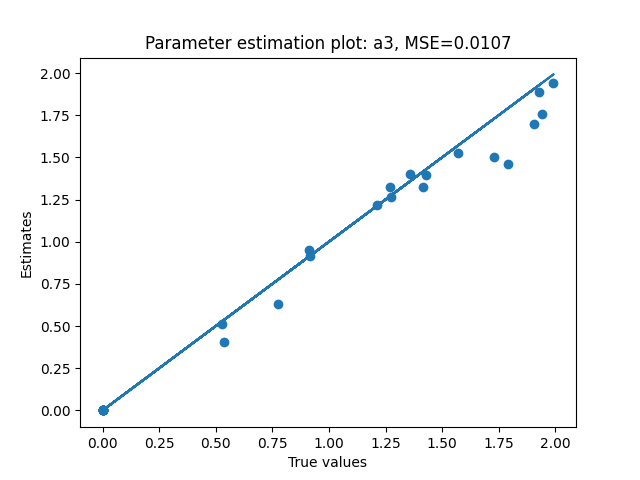 Parameter estimation plot: a3, MSE=0.0107
2.00
1.75
1.50
1.25
1.00
0.75
0.50
0.25
0.00
Estimates
0.00 0.25 0.50 0.75 1.00 1.25 1.50 1.75 2.00
True values